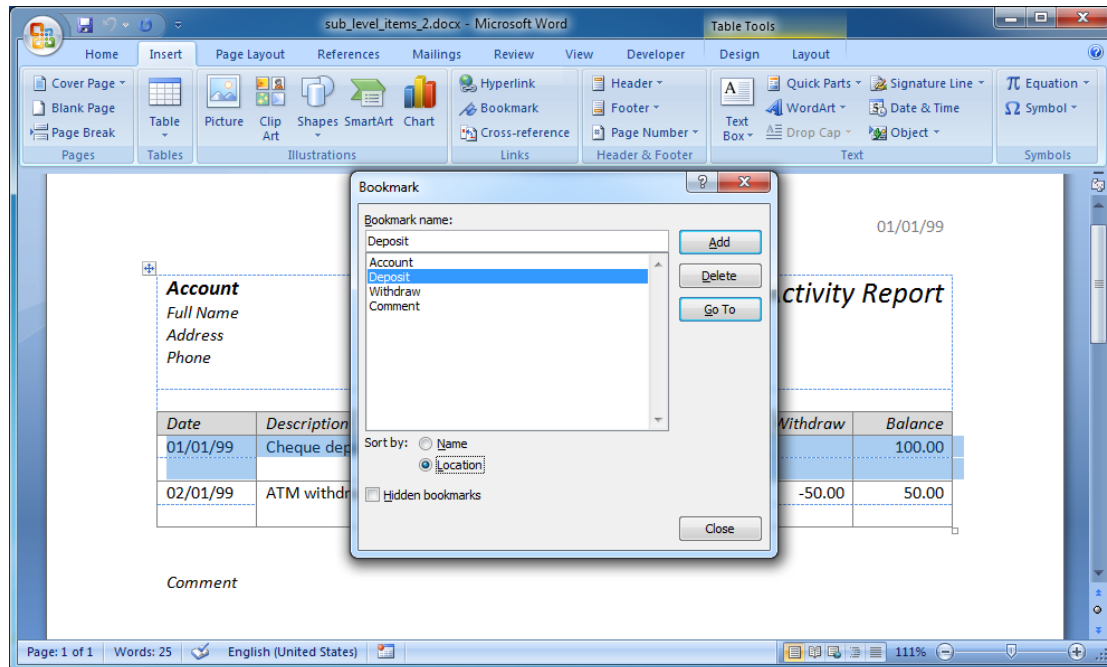 sub_level_items_2.docx - Microsoft Word
Table Tools
Home Insert Page Layout References Mailings Review View Developer Design Layout
Cover Page
Blank Page
Page Break
Pages
Table
Tables
Picture
Clip Art
Shapes
SmartArt
Chart
Illustrations
Hyperlink
Bookmark
Cross-reference
Links
Header
Footer
Page Number
Header & Footer
A
Text Box
Quick Parts
WordArt
Drop Cap
Signature Line
Date & Time
Object
Text
π Equation
Ω Symbol
Symbols
01/01/99
Account
Full Name
Address
Phone
ctivity Report
Date Description Withdraw Balance
01/01/99 Cheque dep 100.00
02/01/99 ATM withdr -50.00 50.00
Comment
Bookmark
?
Bookmark name:
Deposit
Account
Deposit
Withdraw
Comment
Add
Delete
Go To
Sort by: Name
Location
Hidden bookmarks
Close
Page: 1 of 1 Words: 25 English (United States) 111%